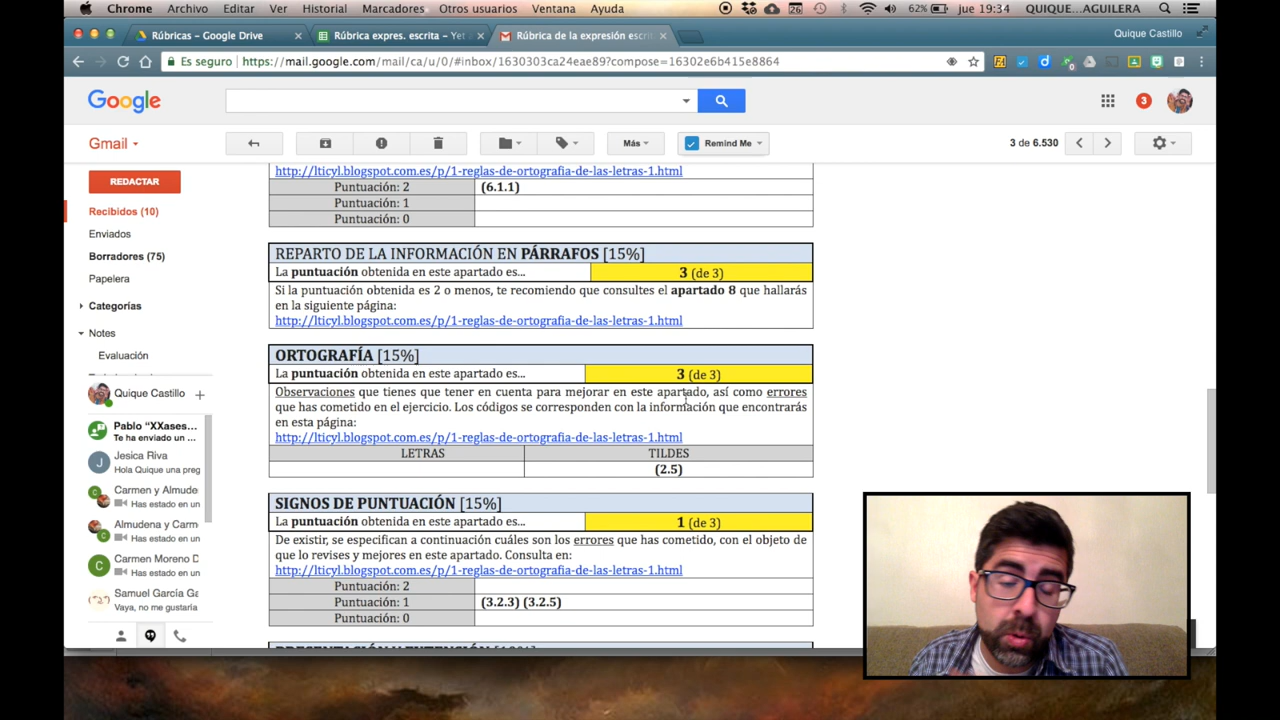 Chrome Archivo Editar Ver Historial Marcadores Otros usuarios Ventana Ayuda 26 62% jue 19:34 QUIQUE...AGUILERA
Rúbricas – Google Drive × Rúbrica expres. escrita – Yet × Rúbrica de la expresión escrit × Quique Castillo
Es seguro https://mail.google.com/mail/ca/u/0/#inbox/1630303ca24eae89?compose=16302e6b415e8864
Google 3
Gmail Más Remind Me 3 de 6.530
REDACTAR
Recibidos (10)
Enviados
Borradores (75)
Papelera
Categorías
Notes
Evaluación
Quique Castillo +
Pablo "XXases...
Te ha enviado un ...
Jesica Riva
Hola Quique una preg
Carmen y Almude
Has estado en un
Almudena y Carm
Has estado en un
Carmen Moreno D
Has estado en un
Samuel García Ga
Vaya, no me gustaría
http://lticyl.blogspot.com.es/p/1-reglas-de-ortografia-de-las-letras-1.html
Puntuación: 2 (6.1.1)
Puntuación: 1
Puntuación: 0
REPARTO DE LA INFORMACIÓN EN PÁRRAFOS [15%]
La puntuación obtenida en este apartado es... 3 (de 3)
Si la puntuación obtenida es 2 o menos, te recomiendo que consultes el apartado 8 que hallarás
en la siguiente página:
http://lticyl.blogspot.com.es/p/1-reglas-de-ortografia-de-las-letras-1.html
ORTOGRAFÍA [15%]
La puntuación obtenida en este apartado es... 3 (de 3)
Observaciones que tienes que tener en cuenta para mejorar en este apartado, así como errores
que has cometido en el ejercicio. Los códigos se corresponden con la información que encontrarás
en esta página:
http://lticyl.blogspot.com.es/p/1-reglas-de-ortografia-de-las-letras-1.html
LETRAS TILDES
(2.5)
SIGNOS DE PUNTUACIÓN [15%]
La puntuación obtenida en este apartado es... 1 (de 3)
De existir, se especifican a continuación cuáles son los errores que has cometido, con el objeto de
que lo revises y mejores en este apartado. Consulta en:
http://lticyl.blogspot.com.es/p/1-reglas-de-ortografia-de-las-letras-1.html
Puntuación: 2
Puntuación: 1 (3.2.3) (3.2.5)
Puntuación: 0